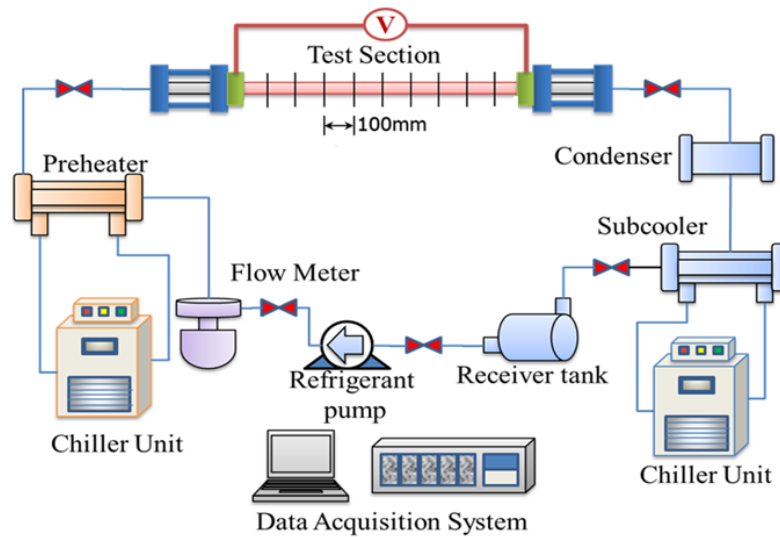 V
Test Section
100mm
Preheater
Condenser
Subcooler
Flow Meter
Refrigerant
pump
Receiver tank
Chiller Unit
Chiller Unit
Data Acquisition System